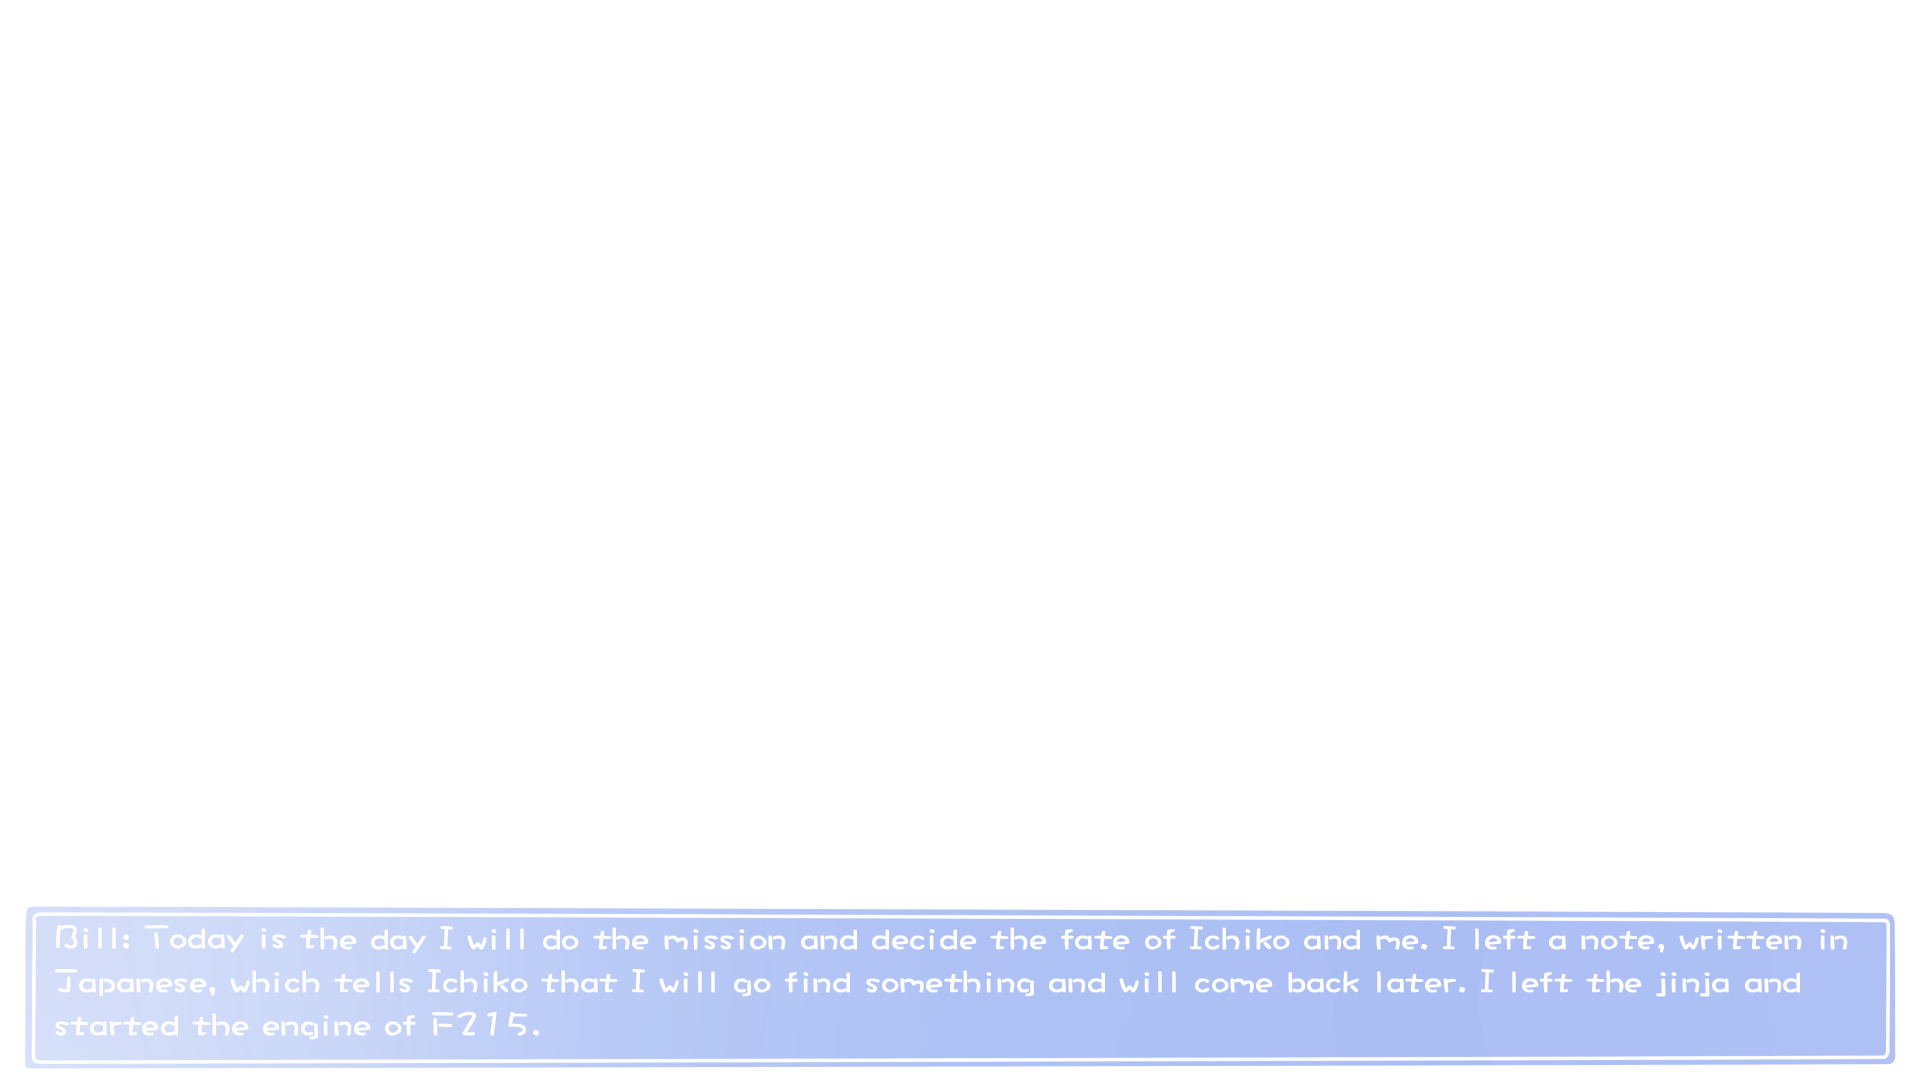 Bill: Today is the day I will do the mission and decide the fate of Ichiko and me. I left a note, written in
Japanese, which tells Ichiko that I will go find something and will come back later. I left the jinja and
started the engine of F215.